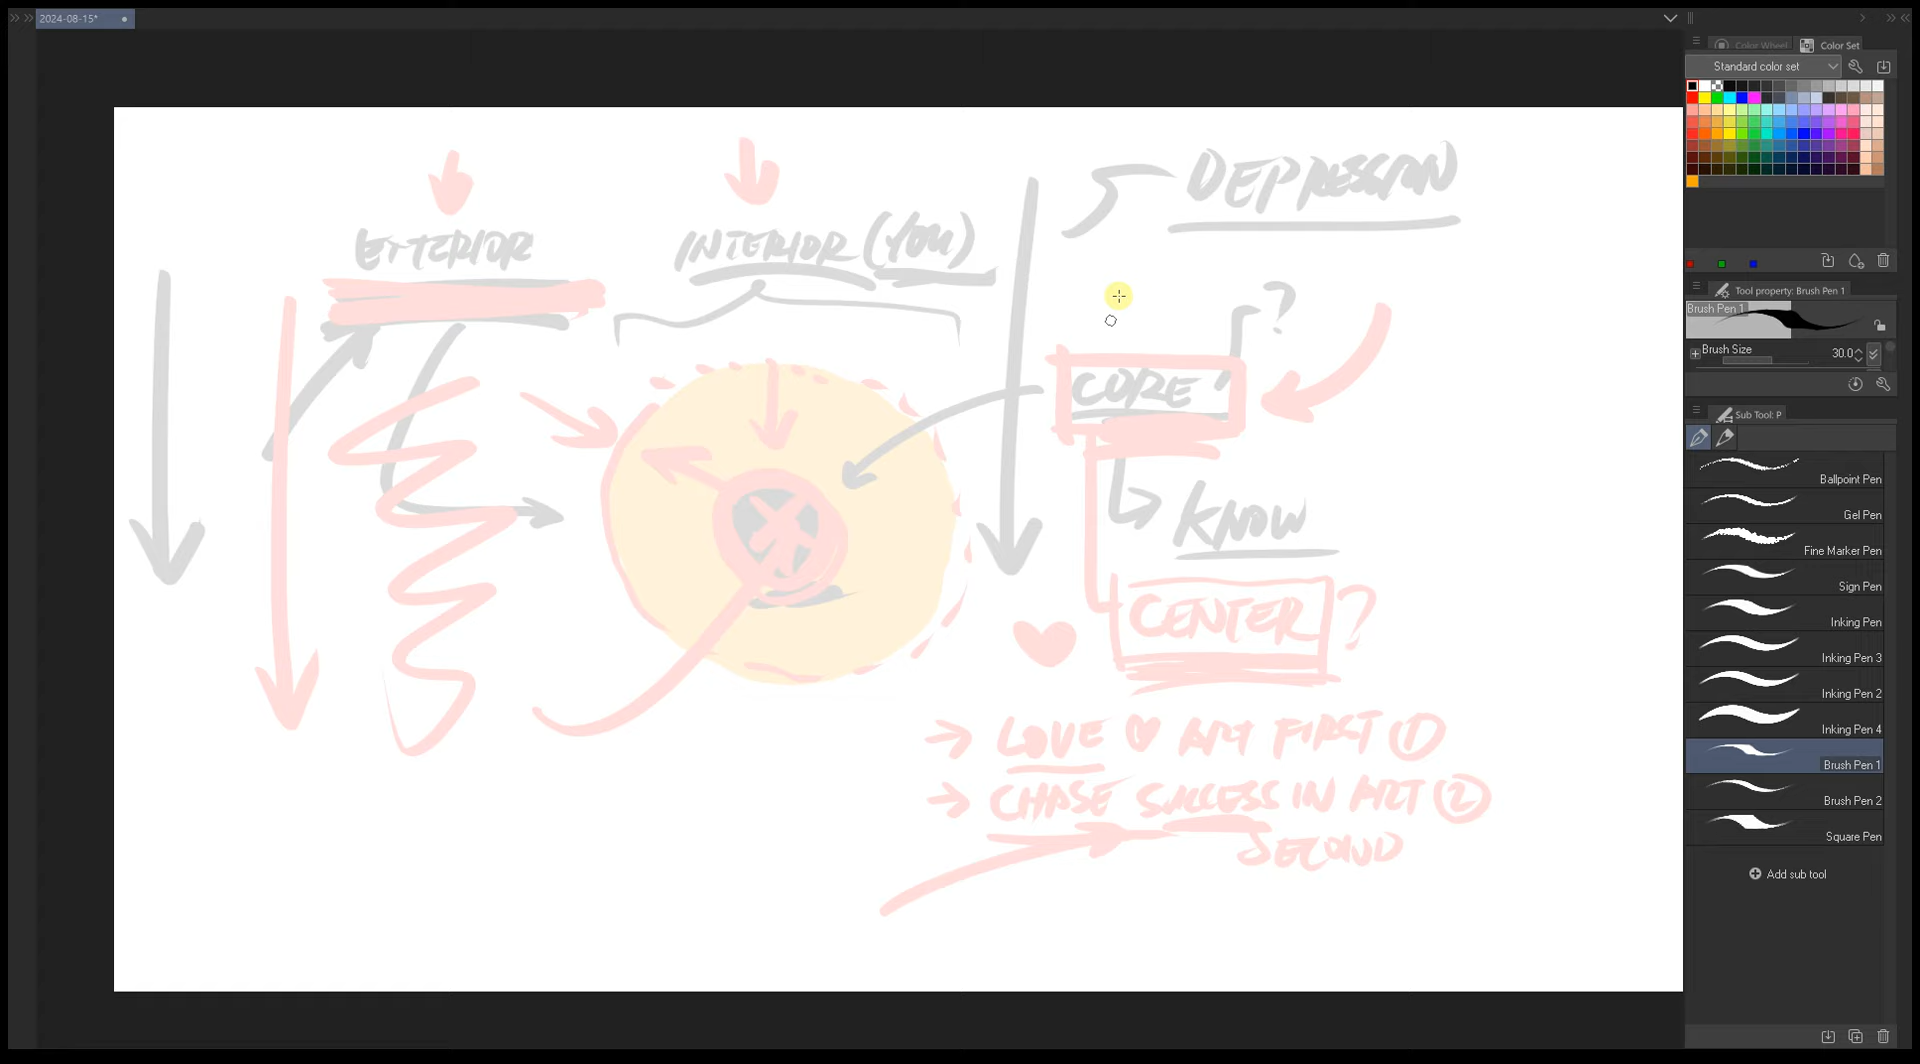 2024-08-15*
Color Wheel
Color Set
Standard color set
DEPRESSION
EXTERIOR
INTERIOR (YOU)
Tool property: Brush Pen 1
?
Brush Pen 1
Brush Size
30.0
CORE
Sub Tool: P
KNOW
CENTER?
LOVE ART FIRST 1
CHASE SUCCESS IN ART 2
SECOND
Ballpoint Pen
Gel Pen
Fine Marker Pen
Sign Pen
Inking Pen
Inking Pen 3
Inking Pen 2
Inking Pen 4
Brush Pen 1
Brush Pen 2
Square Pen
Add sub tool